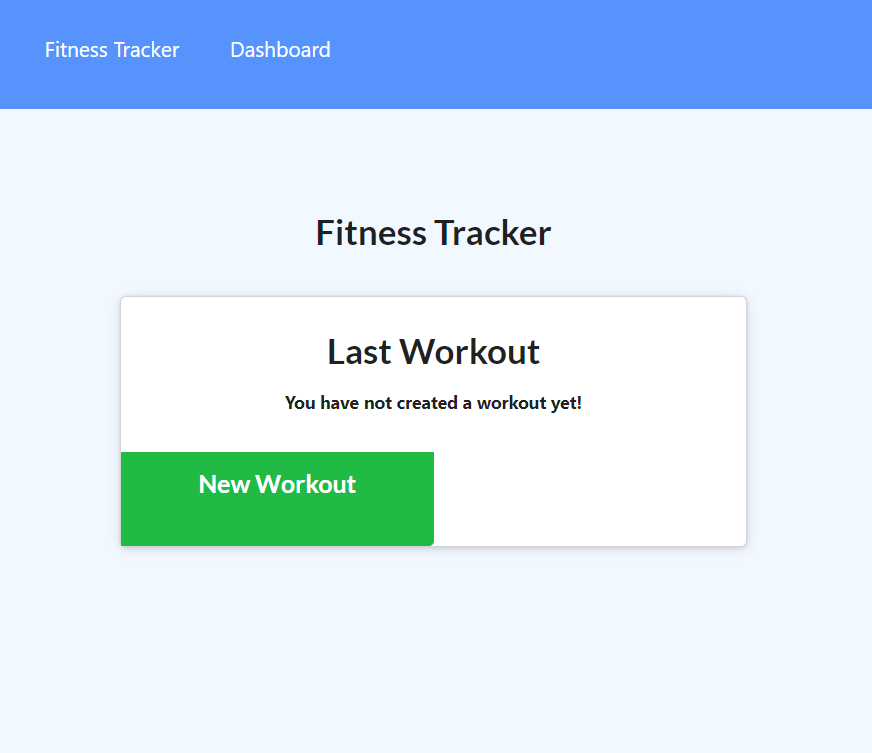 Fitness Tracker Dashboard
Fitness Tracker
Last Workout
You have not created a workout yet!
New Workout